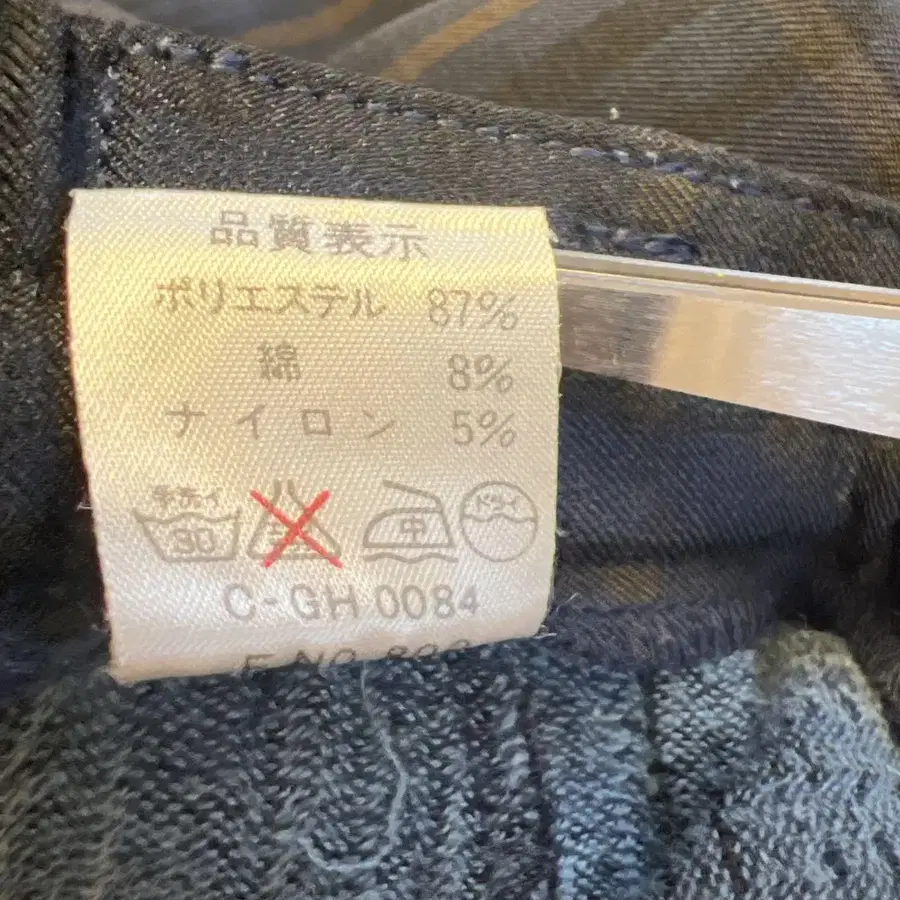 品質表示
ポリエステル 87%
綿 8%
ナイロン 5%
手洗イ 30 中 ドライ
C-GH 0084